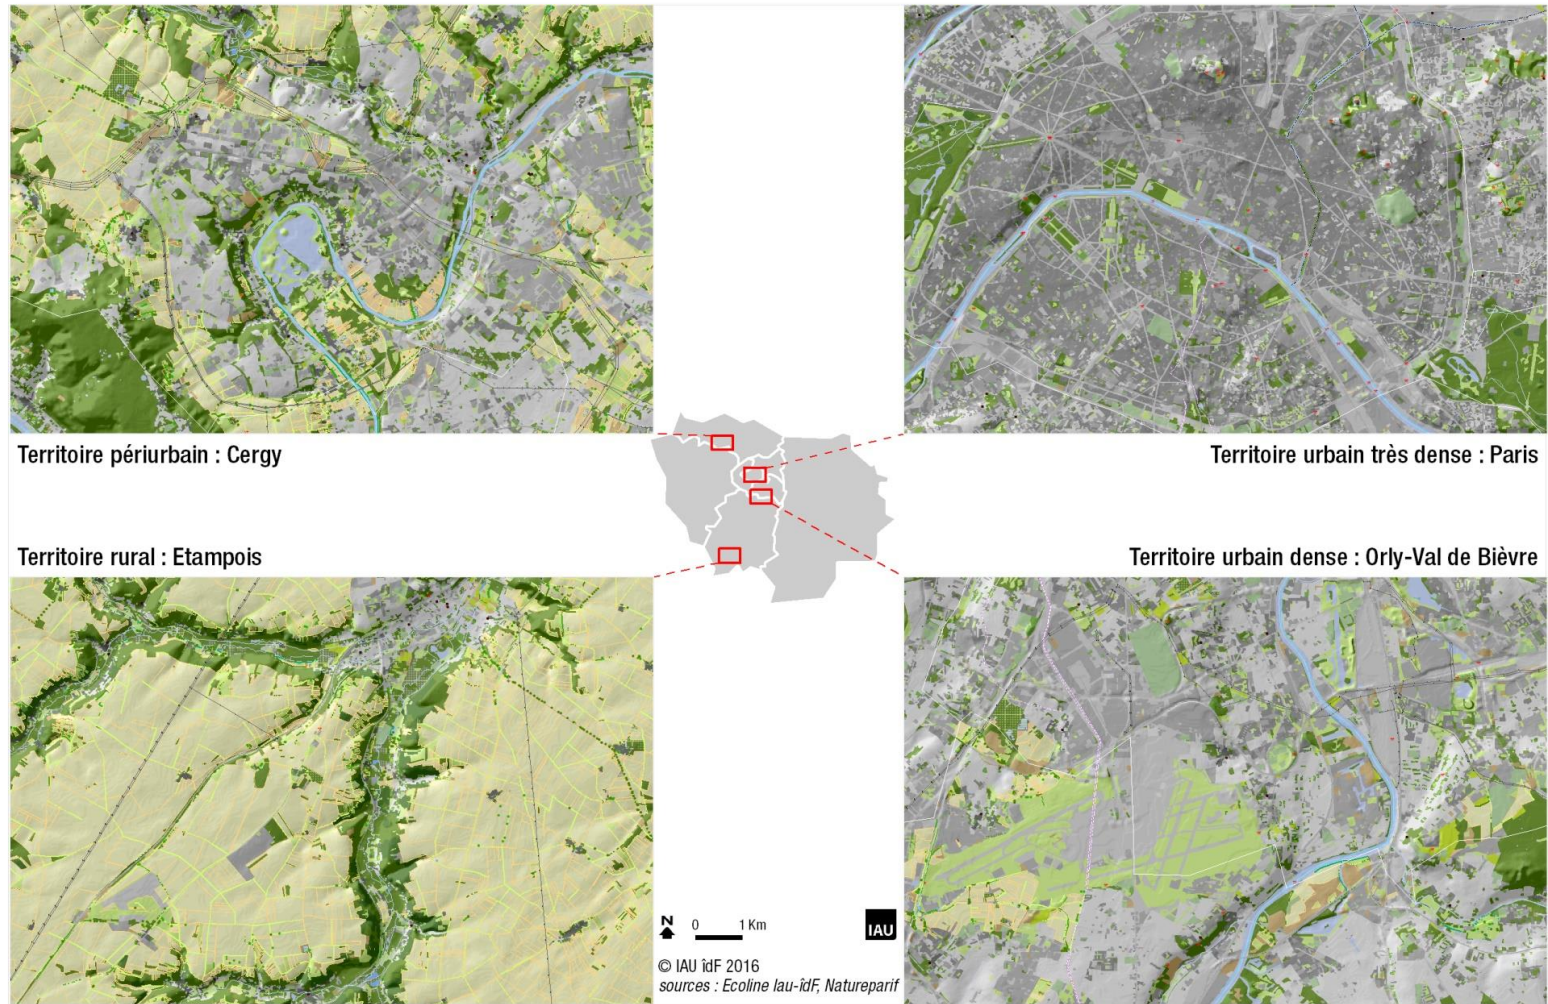 Territoire périurbain : Cergy
Territoire urbain très dense : Paris
Territoire rural : Etampois
Territoire urbain dense : Orly-Val de Bièvre
N
0 1 Km
IAU
© IAU îdF 2016
sources : Ecoline Iau-îdF, Natureparif